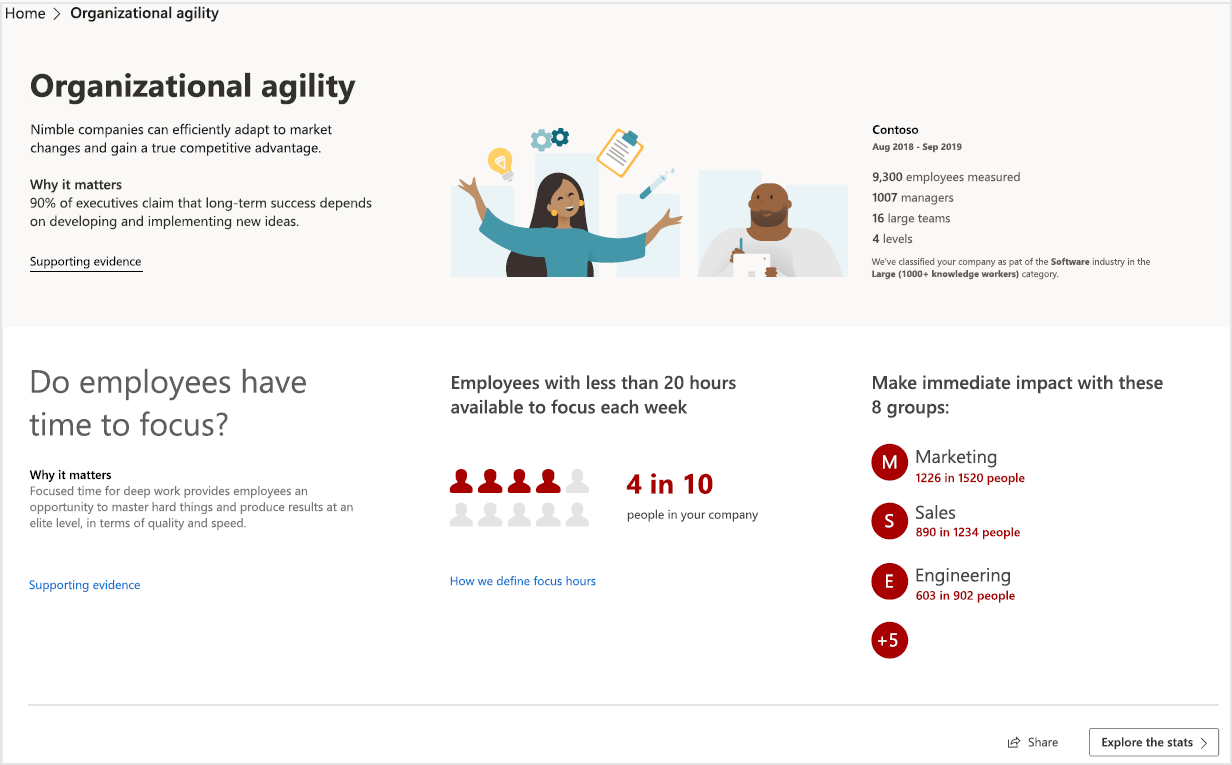 Home > Organizational agility
Organizational agility
Nimble companies can efficiently adapt to market
changes and gain a true competitive advantage.
Why it matters
90% of executives claim that long-term success depends
on developing and implementing new ideas.
Supporting evidence
Contoso
Aug 2018 - Sep 2019
9,300 employees measured
1007 managers
16 large teams
4 levels
We've classified your company as pat of the Software industry in the
Large (1000+ knowledge workers) category.
Do employees have
time to focus?
Why it matters
Focused time for deep work provides employees an
opportunity to master hard things and produce results at an
elite level, in terms of quality and speed.
Supporting evidence
Employees with less than 20 hours
available to focus each week
4 in 10
people in your company
How we define focus hours
Make immediate impact with these
8 groups:
M Marketing
1226 in 1520 people
S Sales
890 in 1234 people
E Engineering
603 in 902 people
+5
Share
Explore the stats >